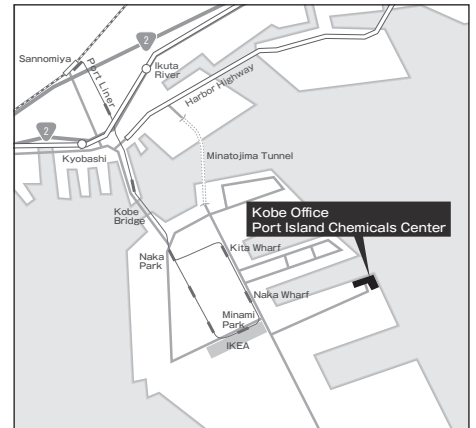 2
Sannomiya
Port Liner
Ikuta
River
Harbor Highway
2
Kyobashi
Minatojima Tunnel
Kobe
Bridge
Kobe Office
Port Island Chemicals Center
Naka
Park
Kita Wharf
Naka Wharf
Minami
Park
IKEA